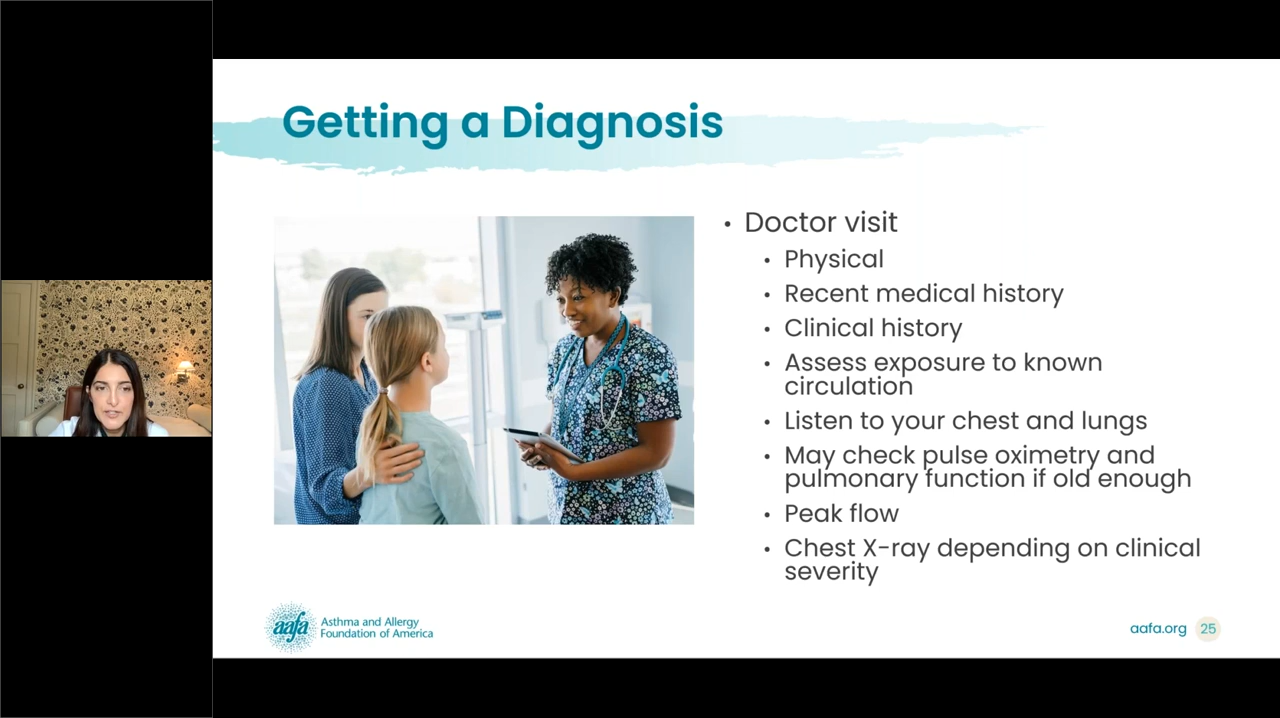 Getting a Diagnosis
• Doctor visit
• Physical
• Recent medical history
• Clinical history
• Assess exposure to known
circulation
• Listen to your chest and lungs
• May check pulse oximetry and
pulmonary function if old enough
• Peak flow
• Chest X-ray depending on clinical
severity
aafa
Asthma and Allergy
Foundation of America
aafa.org 25